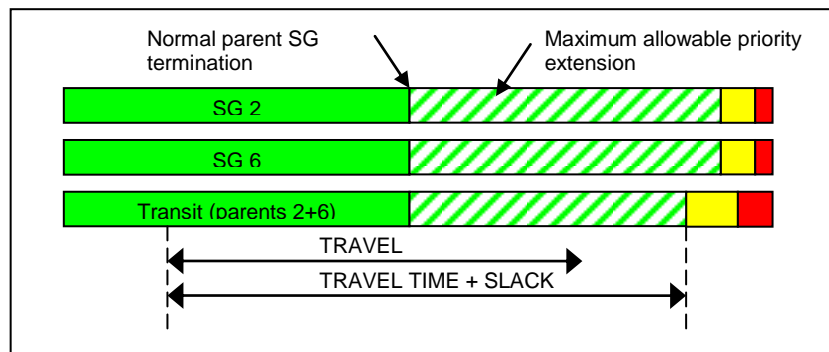 Normal parent SG
termination
Maximum allowable priority
extension
SG 2
SG 6
Transit (parents 2+6)
TRAVEL
TRAVEL TIME + SLACK